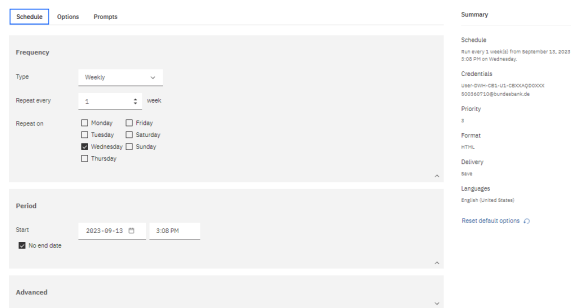 Schedule Options Prompts
Frequency
Type Weekly
Repeat every 1 week
Repeat on Monday Friday
Tuesday Saturday
Wednesday Sunday
Thursday
Period
Start 2023-09-13 3:08 PM
No end date
Advanced
Summary
Schedule
Run every 1 week(s) from September 13, 2023
3:08 PM on Wednesday.
Credentials
Priority
3
Format
HTML
Delivery
Save
Languages
English (United States)
Reset default options